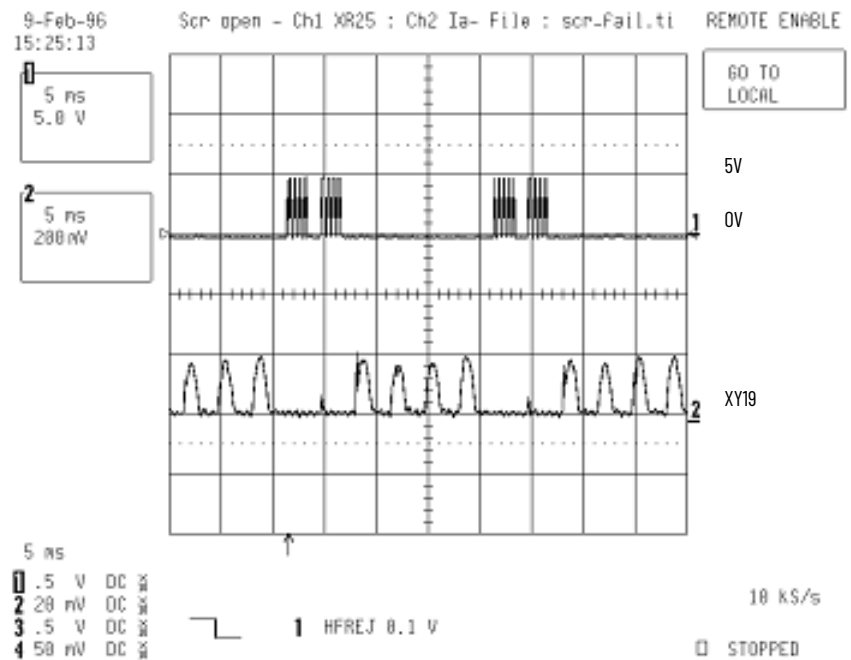 9-Feb-96
15:25:13
Scr open - Ch1 XR25 : Ch2 Ia- File : scr-fail.ti
REMOTE ENABLE
GO TO
LOCAL
1
5 ms
5.0 V
2
5 ms
200mV
5V
1 0V
2 XY19
5 ms
1 .5 V DC
2 20 mV DC
3 .5 V DC
4 50 mV DC
1 HFREJ 0.1 V
10 kS/s
STOPPED